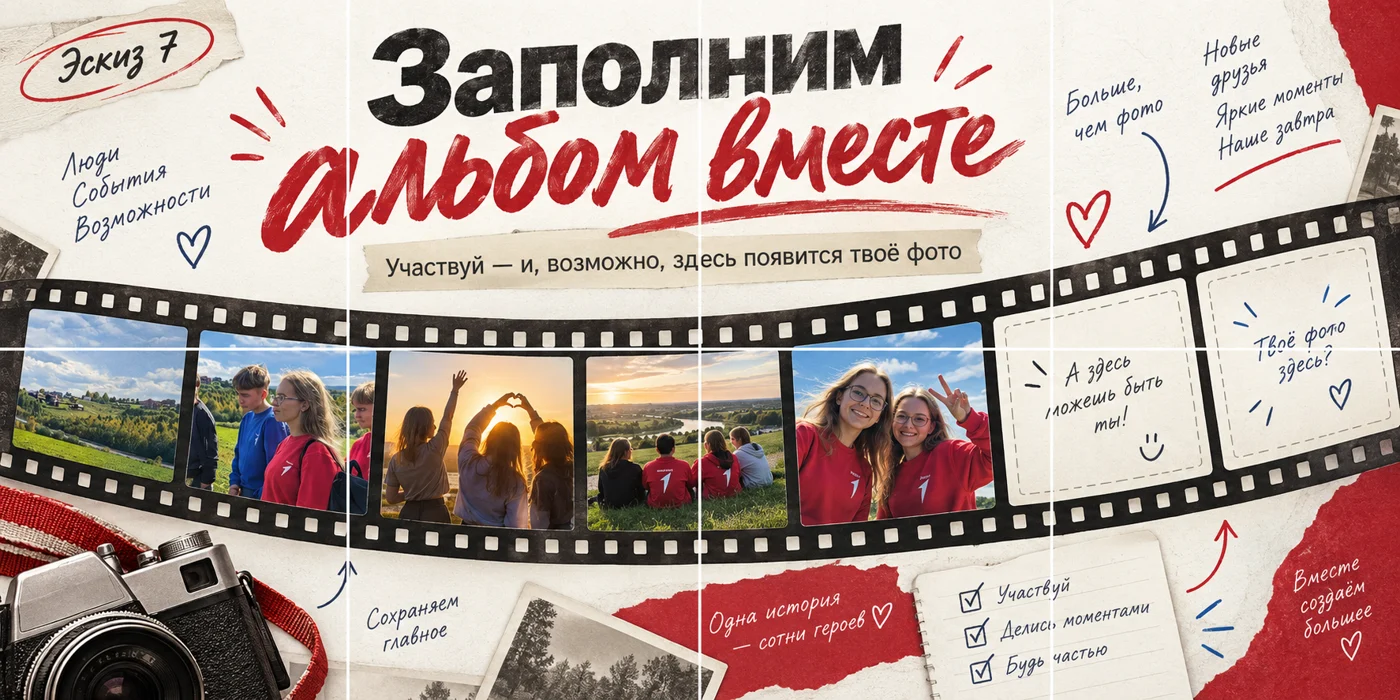 Эскиз 7
Заполним
альбом вместе
Участвуй — и, возможно, здесь появится твоё фото
Люди
События
Возможности
Больше,
чем фото
Новые
друзья
Яркие моменты
Наше завтра
А здесь
можешь быть
ты!
Твоё фото
здесь?
Сохраняем
главное
Одна история
— сотни героев
Участвуй
Делись моментами
Будь частью
Вместе
создаём
большее